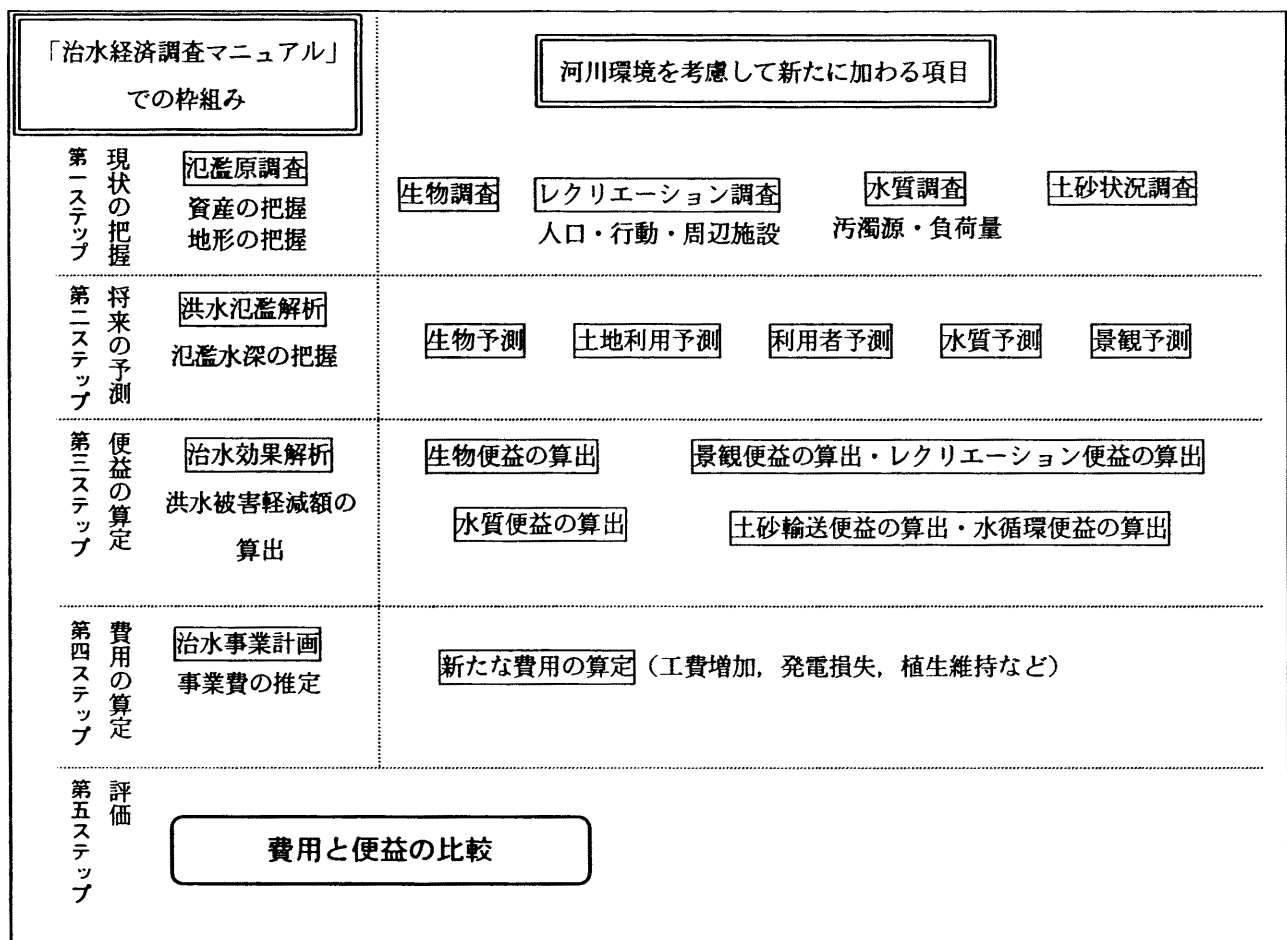 「治水経済調査マニュアル」
での枠組み
河川環境を考慮して新たに加わる項目
第一ステップ
現状の把握
氾濫原調査
資産の把握
地形の把握
生物調査
レクリエーション調査
人口・行動・周辺施設
水質調査
汚濁源・負荷量
土砂状況調査
第二ステップ
将来の予測
洪水氾濫解析
氾濫水深の把握
生物予測
土地利用予測
利用者予測
水質予測
景観予測
第三ステップ
便益の算定
治水効果解析
洪水被害軽減額の
算出
生物便益の算出
景観便益の算出・レクリエーション便益の算出
水質便益の算出
土砂輸送便益の算出・水循環便益の算出
第四ステップ
費用の算定
治水事業計画
事業費の推定
新たな費用の算定（工費増加，発電損失，植生維持など）
第五ステップ
評価
費用と便益の比較